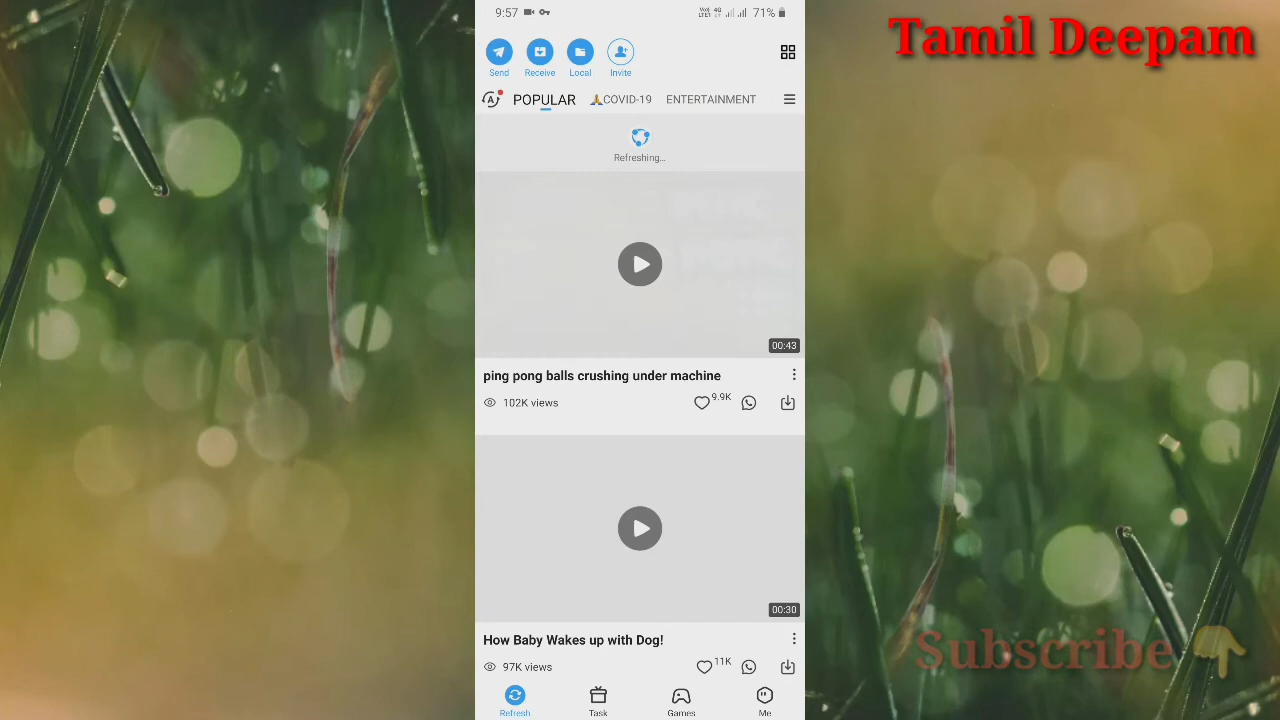 9:57 71%
Tamil Deepam
Send Receive Local Invite
POPULAR COVID-19 ENTERTAINMENT
Refreshing...
00:43
ping pong balls crushing under machine
102K views 9.9K
00:30
How Baby Wakes up with Dog!
97K views 11K
Subscribe
Refresh Task Games Me